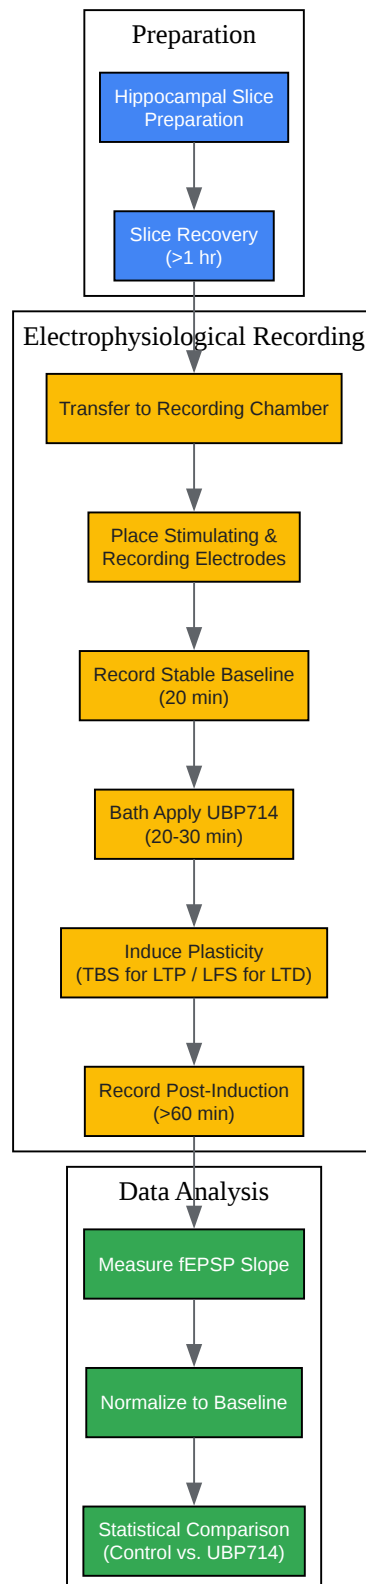 Preparation
Hippocampal Slice
Preparation
Slice Recovery
(>1 hr)
Electrophysiological Recording
Transfer to Recording Chamber
Place Stimulating &
Recording Electrodes
Record Stable Baseline
(20 min)
Bath Apply UBP714
(20-30 min)
Induce Plasticity
(TBS for LTP / LFS for LTD)
Record Post-Induction
(>60 min)
Data Analysis
Measure fEPSP Slope
Normalize to Baseline
Statistical Comparison
(Control vs. UBP714)